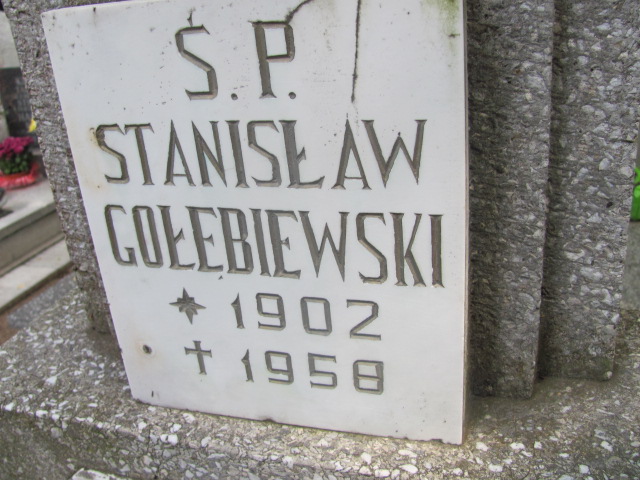 Ś.P.
STANISŁAW
GOŁĘBIEWSKI
* 1902
† 1958